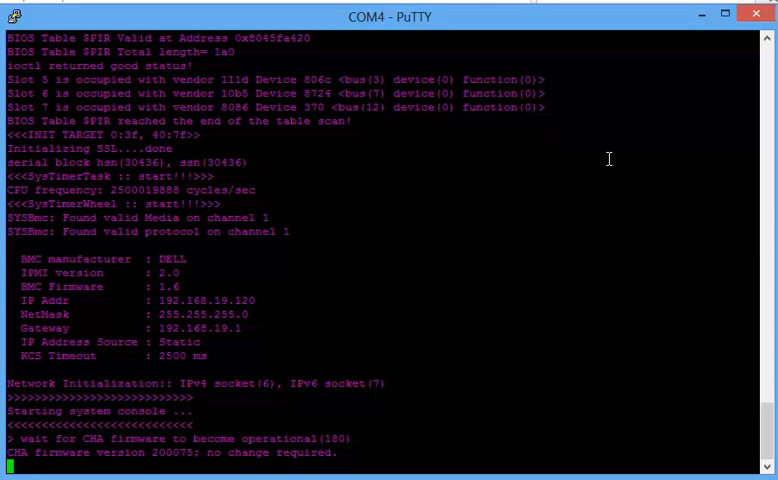 COM4 - PuTTY
BIOS Table $PIR Valid at Address 0x8045fa420
BIOS Table $PIR Total length= 1a0
ioctl returned good status!
Slot 5 is occupied with vendor 111d Device 806c <bus(3) device(0) function(0)>
Slot 6 is occupied with vendor 10b5 Device 8724 <bus(7) device(0) function(0)>
Slot 7 is occupied with vendor 8086 Device 370 <bus(12) device(0) function(0)>
BIOS Table $PIR reached the end of the table scan!
<<<INIT TARGET 0:3f, 40:7f>>
Initializing SSL....done
serial block hsn(30436), ssn(30436)
<<<SysTimerTask :: start!!!>>>
CPU frequency: 2500019888 cycles/sec
<<<SysTimerWheel :: start!!!>>>
SYSBmc: Found valid Media on channel 1
SYSBmc: Found valid protocol on channel 1
BMC manufacturer : DELL
IPMI version : 2.0
BMC Firmware : 1.6
IP Addr : 192.168.19.120
NetMask : 255.255.255.0
Gateway : 192.168.19.1
IP Address Source : Static
KCS Timeout : 2500 ms
Network Initialization:: IPv4 socket(6), IPv6 socket(7)
>>>>>>>>>>>>>>>>>>>>>>>>>>>
Starting system console ...
<<<<<<<<<<<<<<<<<<<<<<<<<<<
> wait for CHA firmware to become operational(180)
CHA firmware version 200075; no change required.